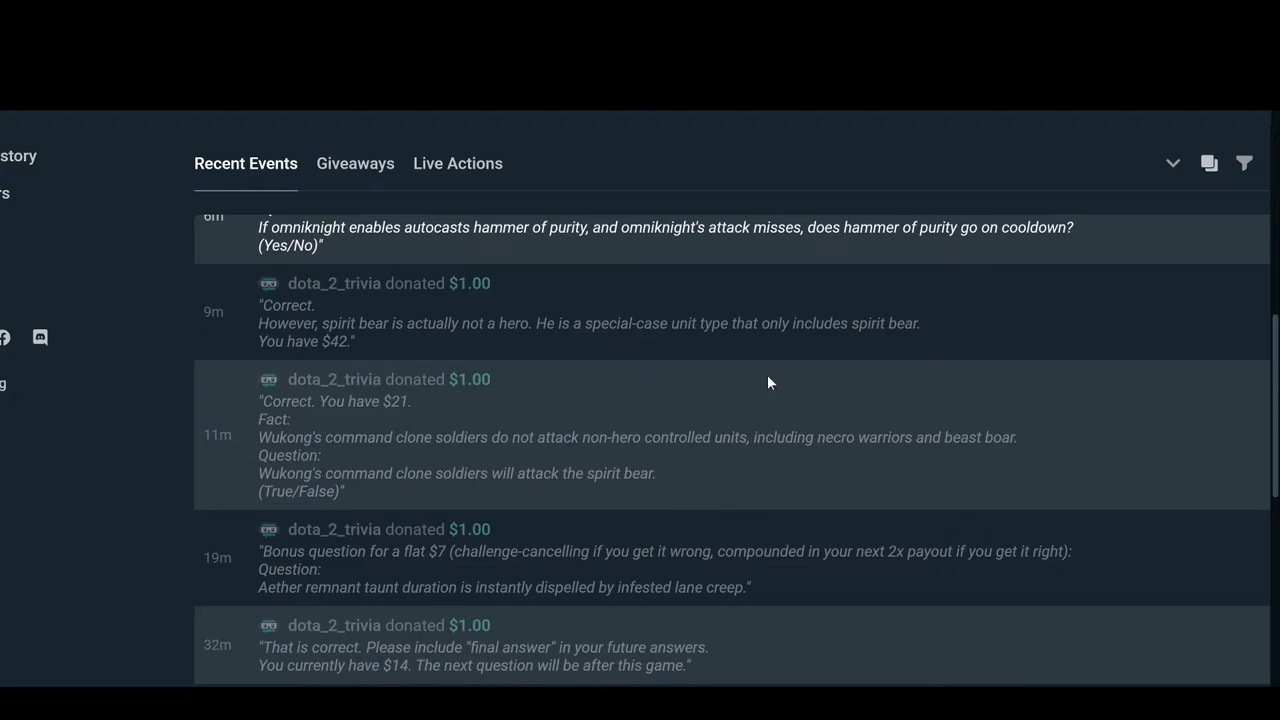 story
Recent Events Giveaways Live Actions
rs
6m
If omniknight enables autocasts hammer of purity, and omniknight's attack misses, does hammer of purity go on cooldown?
(Yes/No)"
dota_2_trivia donated $1.00
"Correct.
9m
However, spirit bear is actually not a hero. He is a special-case unit type that only includes spirit bear.
You have $42."
g
dota_2_trivia donated $1.00
"Correct. You have $21.
Fact:
11m
Wukong's command clone soldiers do not attack non-hero controlled units, including necro warriors and beast boar.
Question:
Wukong's command clone soldiers will attack the spirit bear.
(True/False)"
dota_2_trivia donated $1.00
19m
"Bonus question for a flat $7 (challenge-cancelling if you get it wrong, compounded in your next 2x payout if you get it right):
Question:
Aether remnant taunt duration is instantly dispelled by infested lane creep."
dota_2_trivia donated $1.00
32m
"That is correct. Please include "final answer" in your future answers.
You currently have $14. The next question will be after this game."